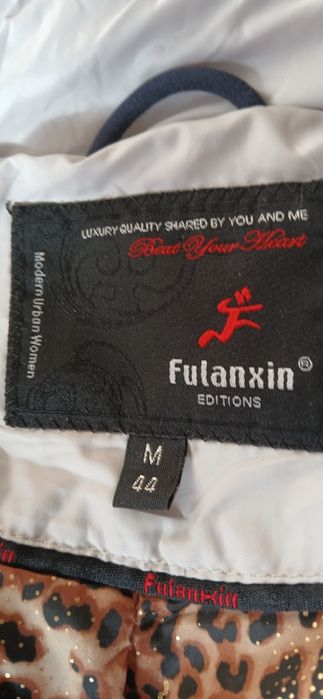 LUXURY QUALITY SHARED BY YOU AND ME
Beat Your Heart
Modern Urban Women
Fulanxin®
EDITIONS
M
44
Fulanxin